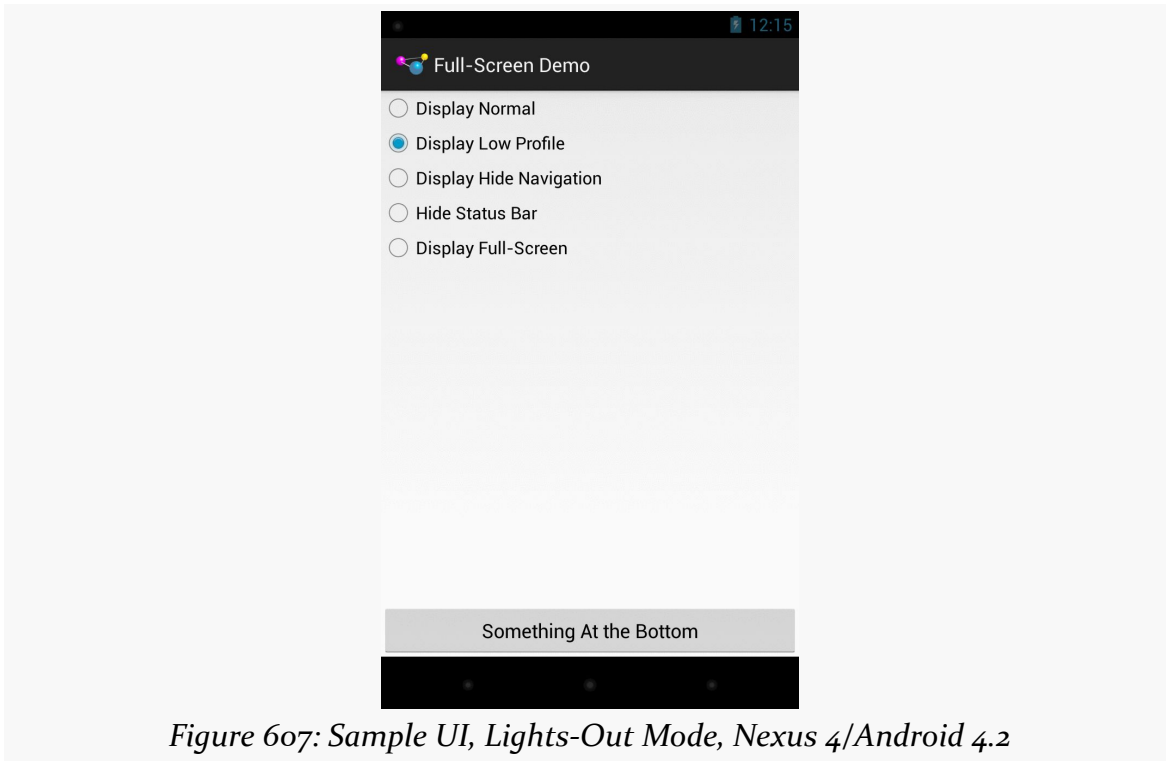 12:15
Full-Screen Demo
Display Normal
Display Low Profile
Display Hide Navigation
Hide Status Bar
Display Full-Screen
Something At the Bottom
Figure 607: Sample UI, Lights-Out Mode, Nexus 4/Android 4.2